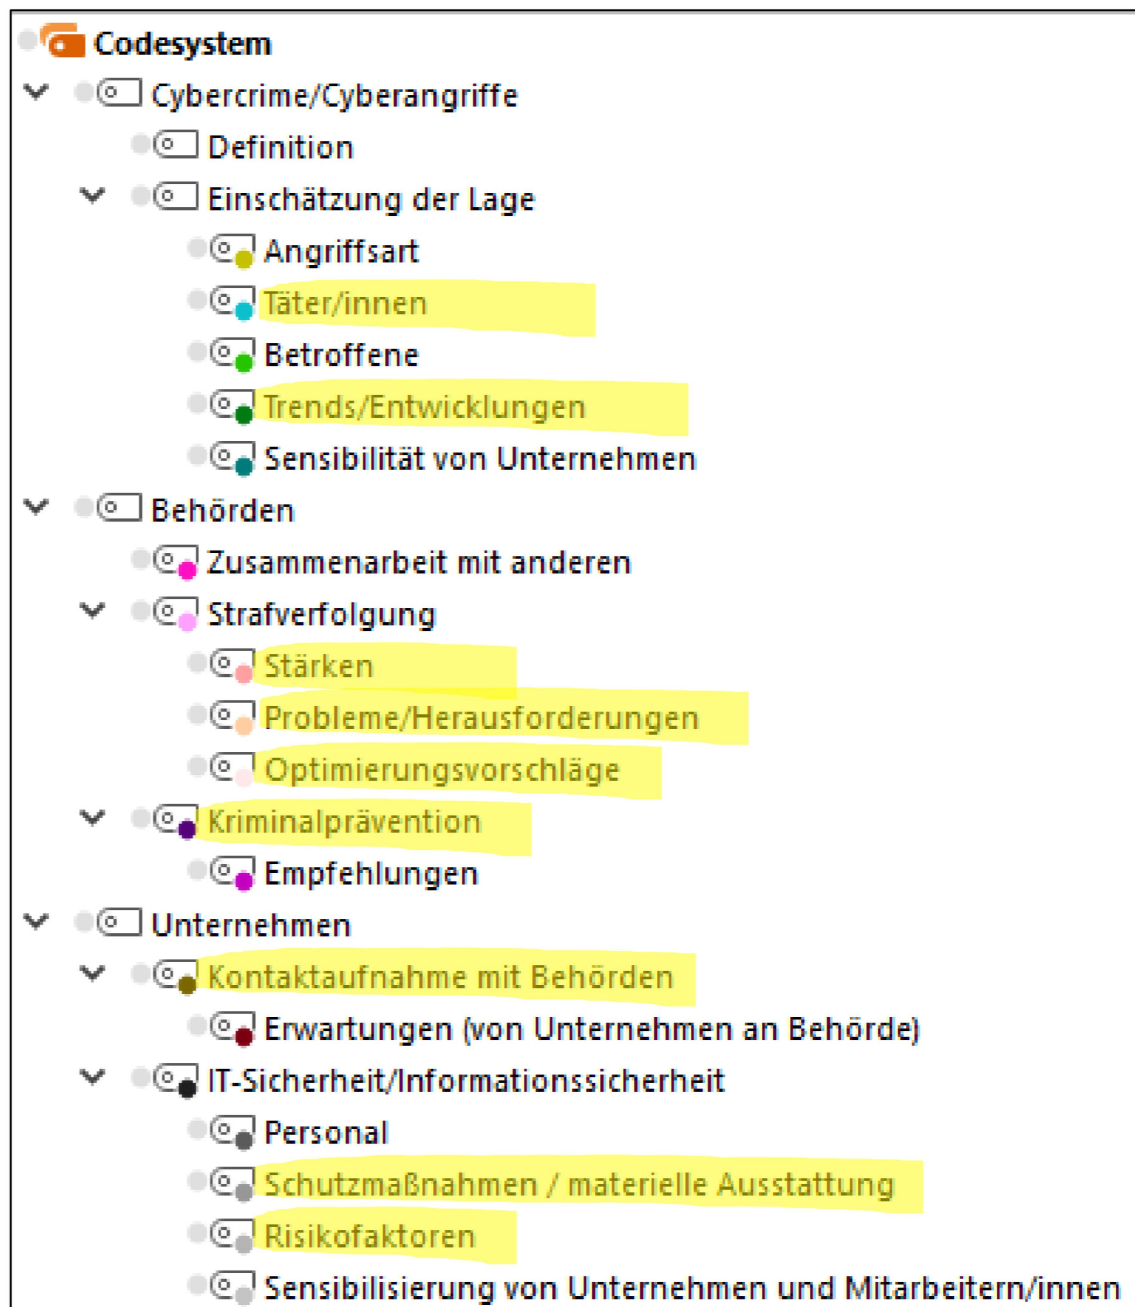 Codesystem
Cybercrime/Cyberangriffe
Definition
Einschätzung der Lage
Angriffsart
Täter/innen
Betroffene
Trends/Entwicklungen
Sensibilität von Unternehmen
Behörden
Zusammenarbeit mit anderen
Strafverfolgung
Stärken
Probleme/Herausforderungen
Optimierungsvorschläge
Kriminalprävention
Empfehlungen
Unternehmen
Kontaktaufnahme mit Behörden
Erwartungen (von Unternehmen an Behörde)
IT-Sicherheit/Informationssicherheit
Personal
Schutzmaßnahmen / materielle Ausstattung
Risikofaktoren
Sensibilisierung von Unternehmen und Mitarbeitern/innen